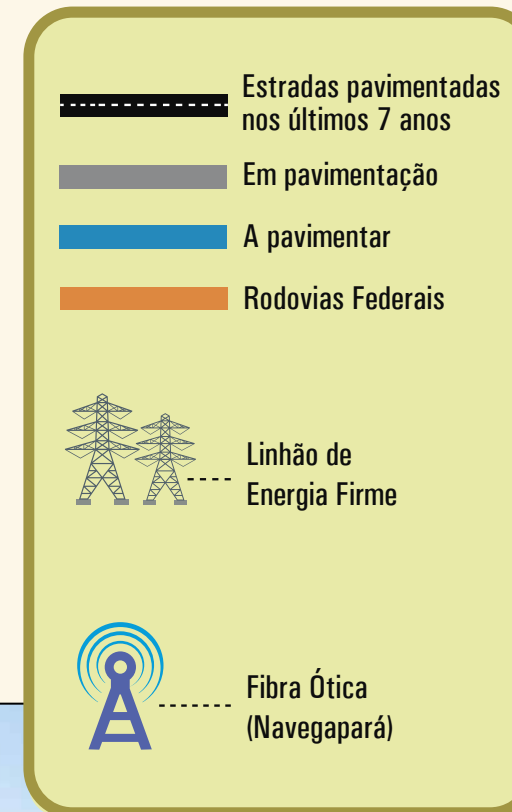 Estradas pavimentadas
nos últimos 7 anos
Em pavimentação
A pavimentar
Rodovias Federais
Linhão de
Energia Firme
Fibra Ótica
(Navegapará)